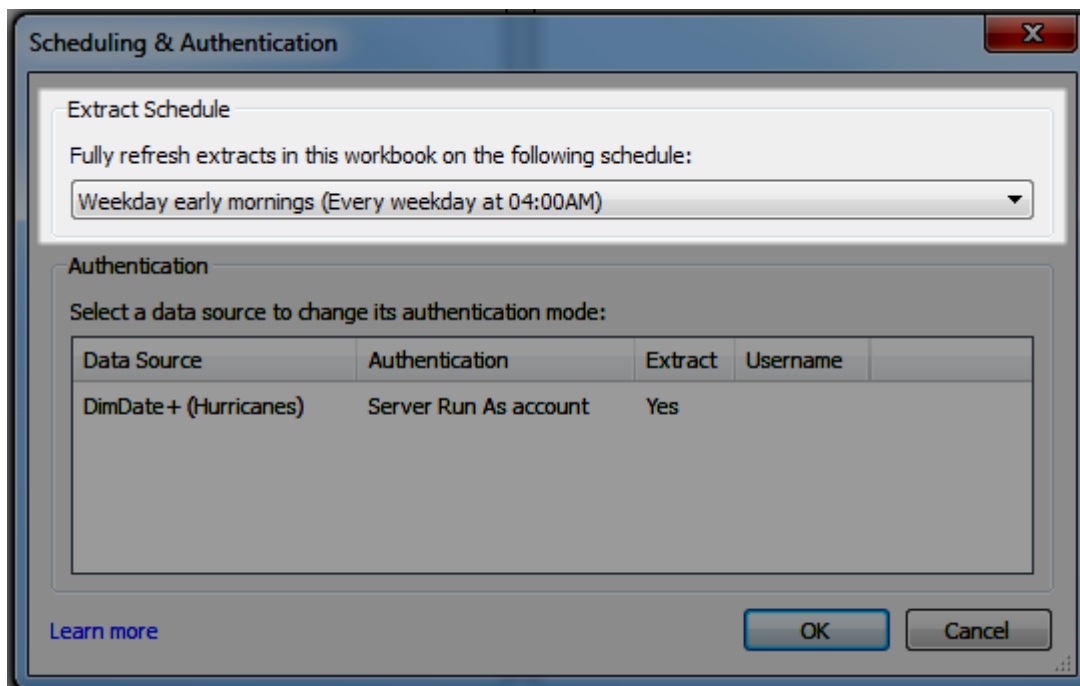 Scheduling & Authentication
Extract Schedule
Fully refresh extracts in this workbook on the following schedule:
Weekday early mornings (Every weekday at 04:00AM)
Authentication
Select a data source to change its authentication mode:
Data Source Authentication Extract Username
DimDate+ (Hurricanes) Server Run As account Yes
Learn more OK Cancel